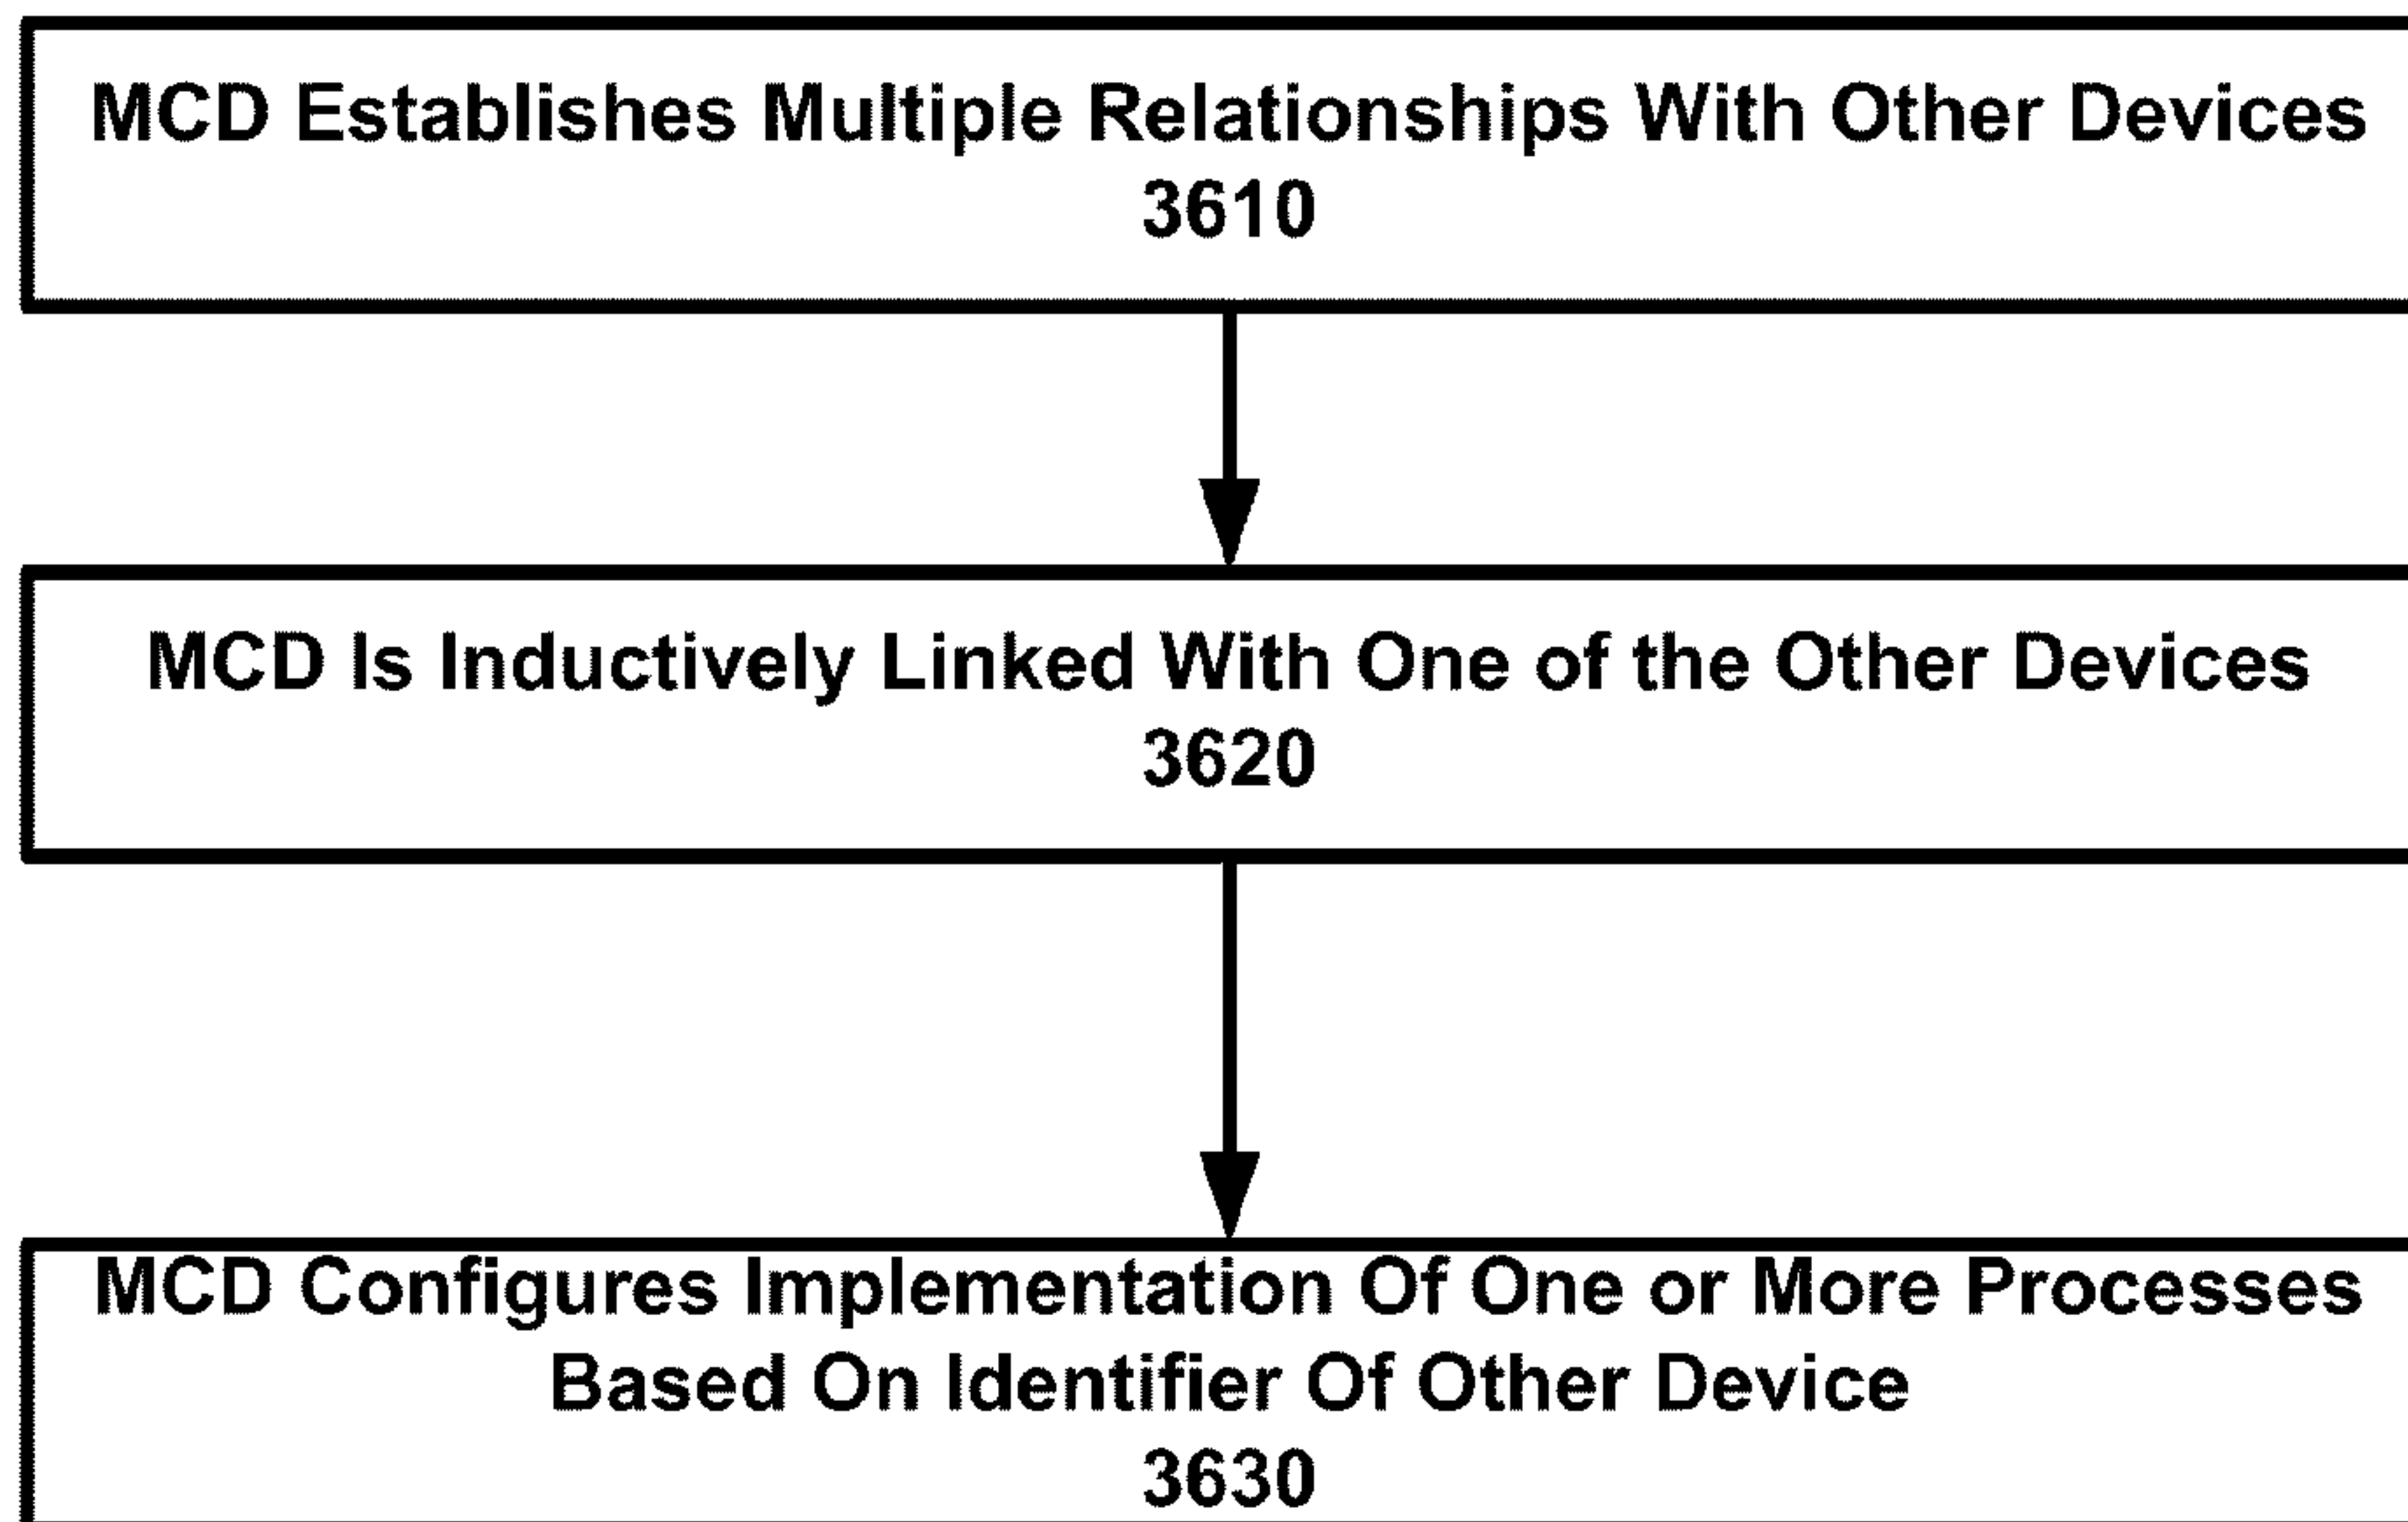 MCD Establishes Multiple Relationships With Other Devices
3610
MCD Is Inductively Linked With One of the Other Devices
3620
MCD Configures Implementation Of One or More Processes
Based On Identifier Of Other Device
3630